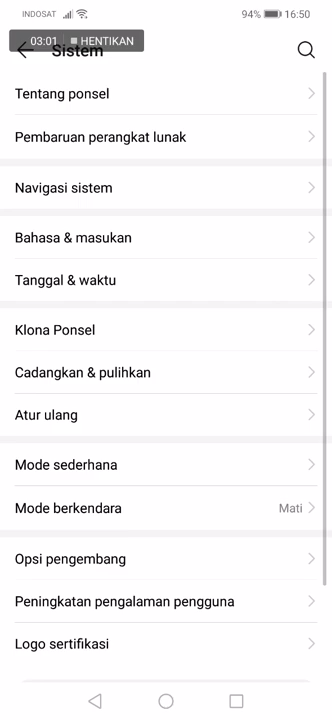 INDOSAT 94% 16:50
03:01 HENTIKAN
Sistem
Tentang ponsel
Pembaruan perangkat lunak
Navigasi sistem
Bahasa & masukan
Tanggal & waktu
Klona Ponsel
Cadangkan & pulihkan
Atur ulang
Mode sederhana
Mode berkendara Mati
Opsi pengembang
Peningkatan pengalaman pengguna
Logo sertifikasi